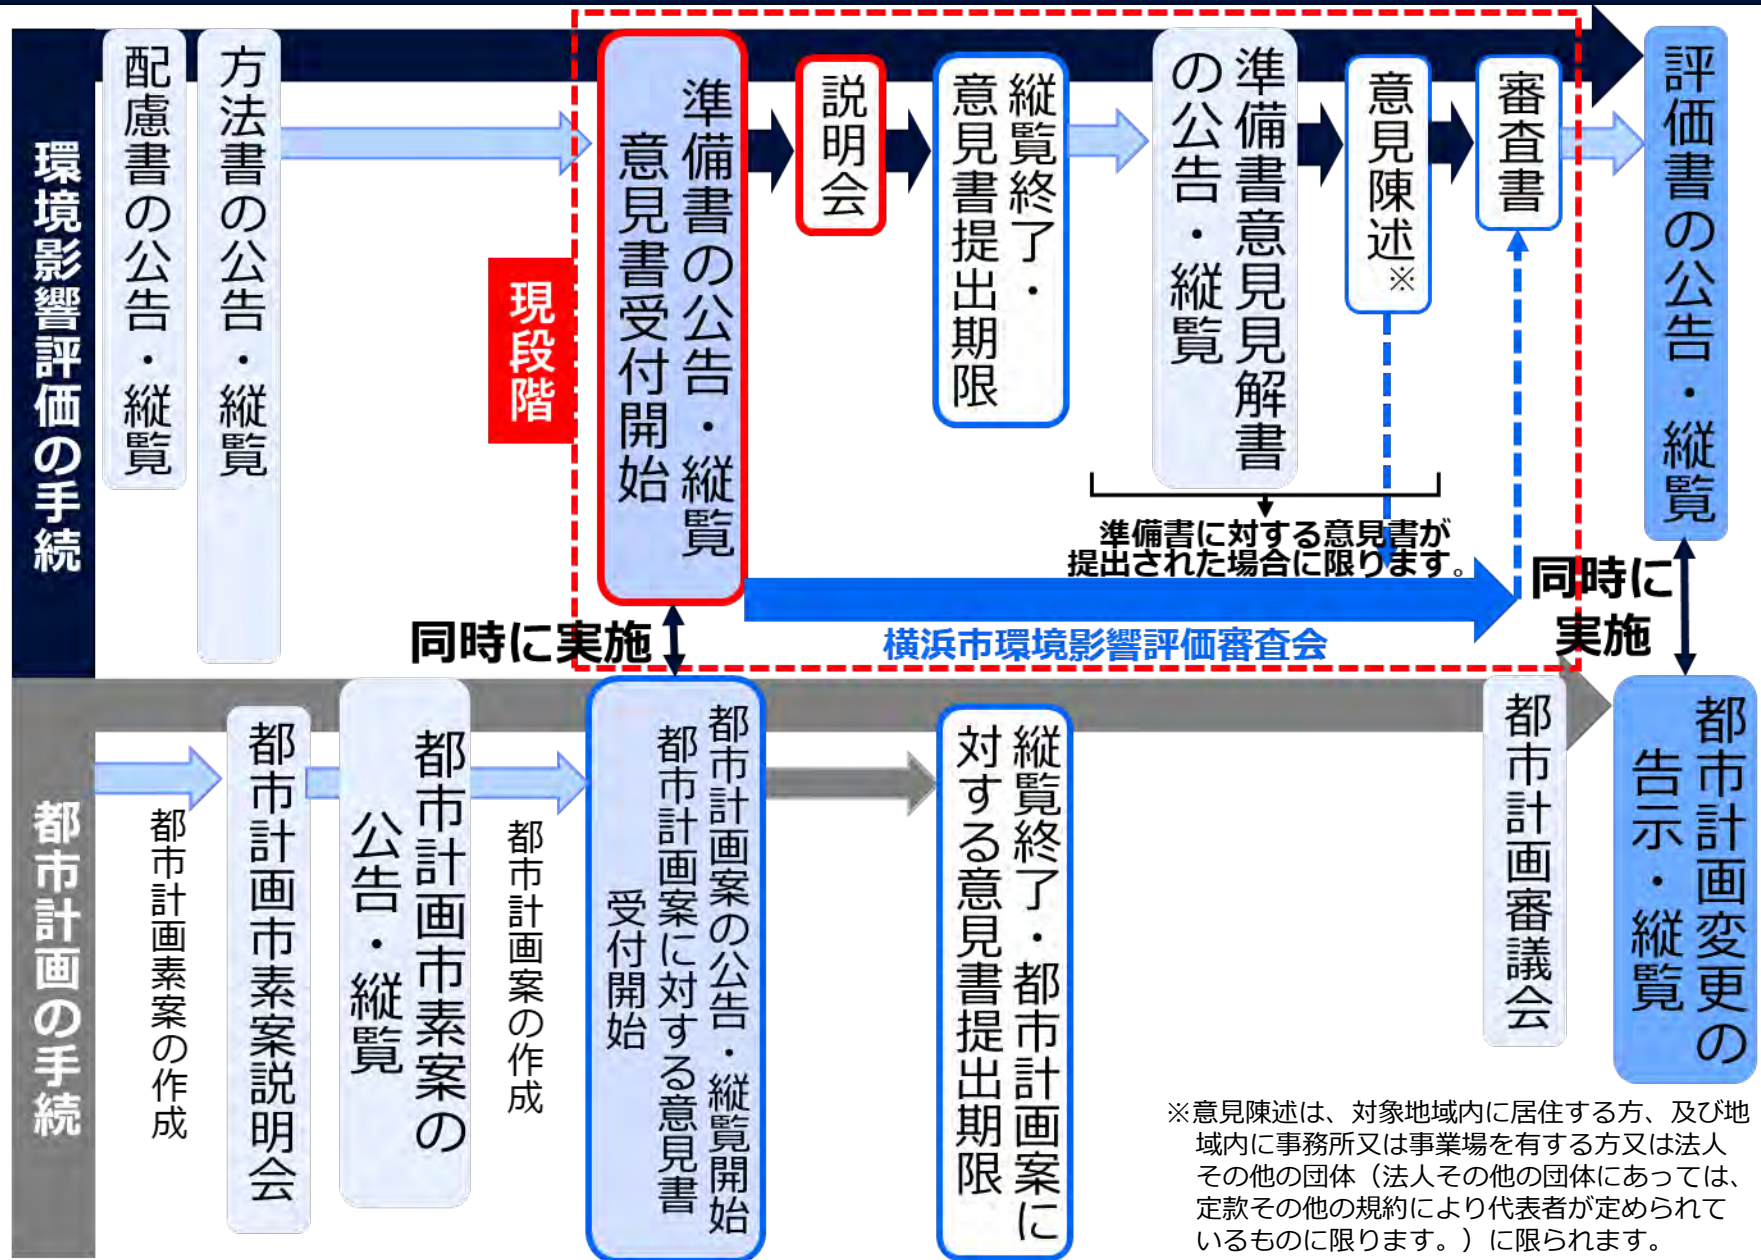 環境影響評価の手続
配慮書の公告・縦覧
方法書の公告・縦覧
現段階
準備書の公告・縦覧
意見書受付開始
説明会
縦覧終了・
意見書提出期限
準備書意見見解書
の公告・縦覧
意見陳述※
審査書
評価書の公告・縦覧
準備書に対する意見書が
提出された場合に限ります。
横浜市環境影響評価審査会
同時に実施
同時に
実施
都市計画の手続
都市計画素案の作成
都市計画市素案説明会
都市計画市素案の
公告・縦覧
都市計画案の作成
都市計画案の公告・縦覧開始
都市計画案に対する意見書
受付開始
縦覧終了・都市計画案に
対する意見書提出期限
都市計画審議会
都市計画変更の
告示・縦覧
※意見陳述は、対象地域内に居住する方、及び地
域内に事務所又は事業場を有する方又は法人
その他の団体（法人その他の団体にあっては、
定款その他の規約により代表者が定められて
いるものに限ります。）に限られます。